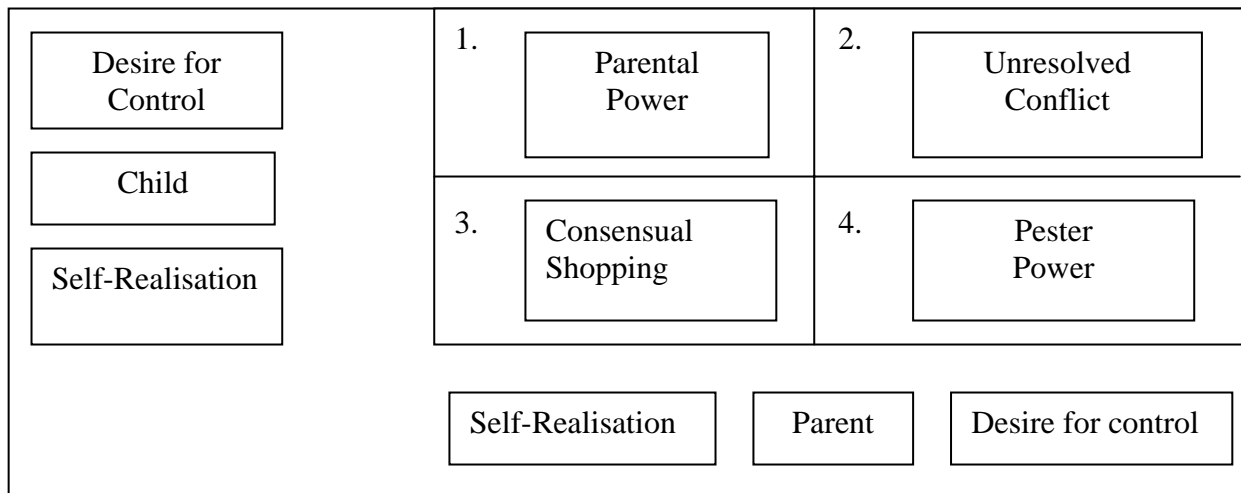 Desire for
Control
Child
Self-Realisation
1.
Parental
Power
2.
Unresolved
Conflict
3.
Consensual
Shopping
4.
Pester
Power
Self-Realisation
Parent
Desire for control